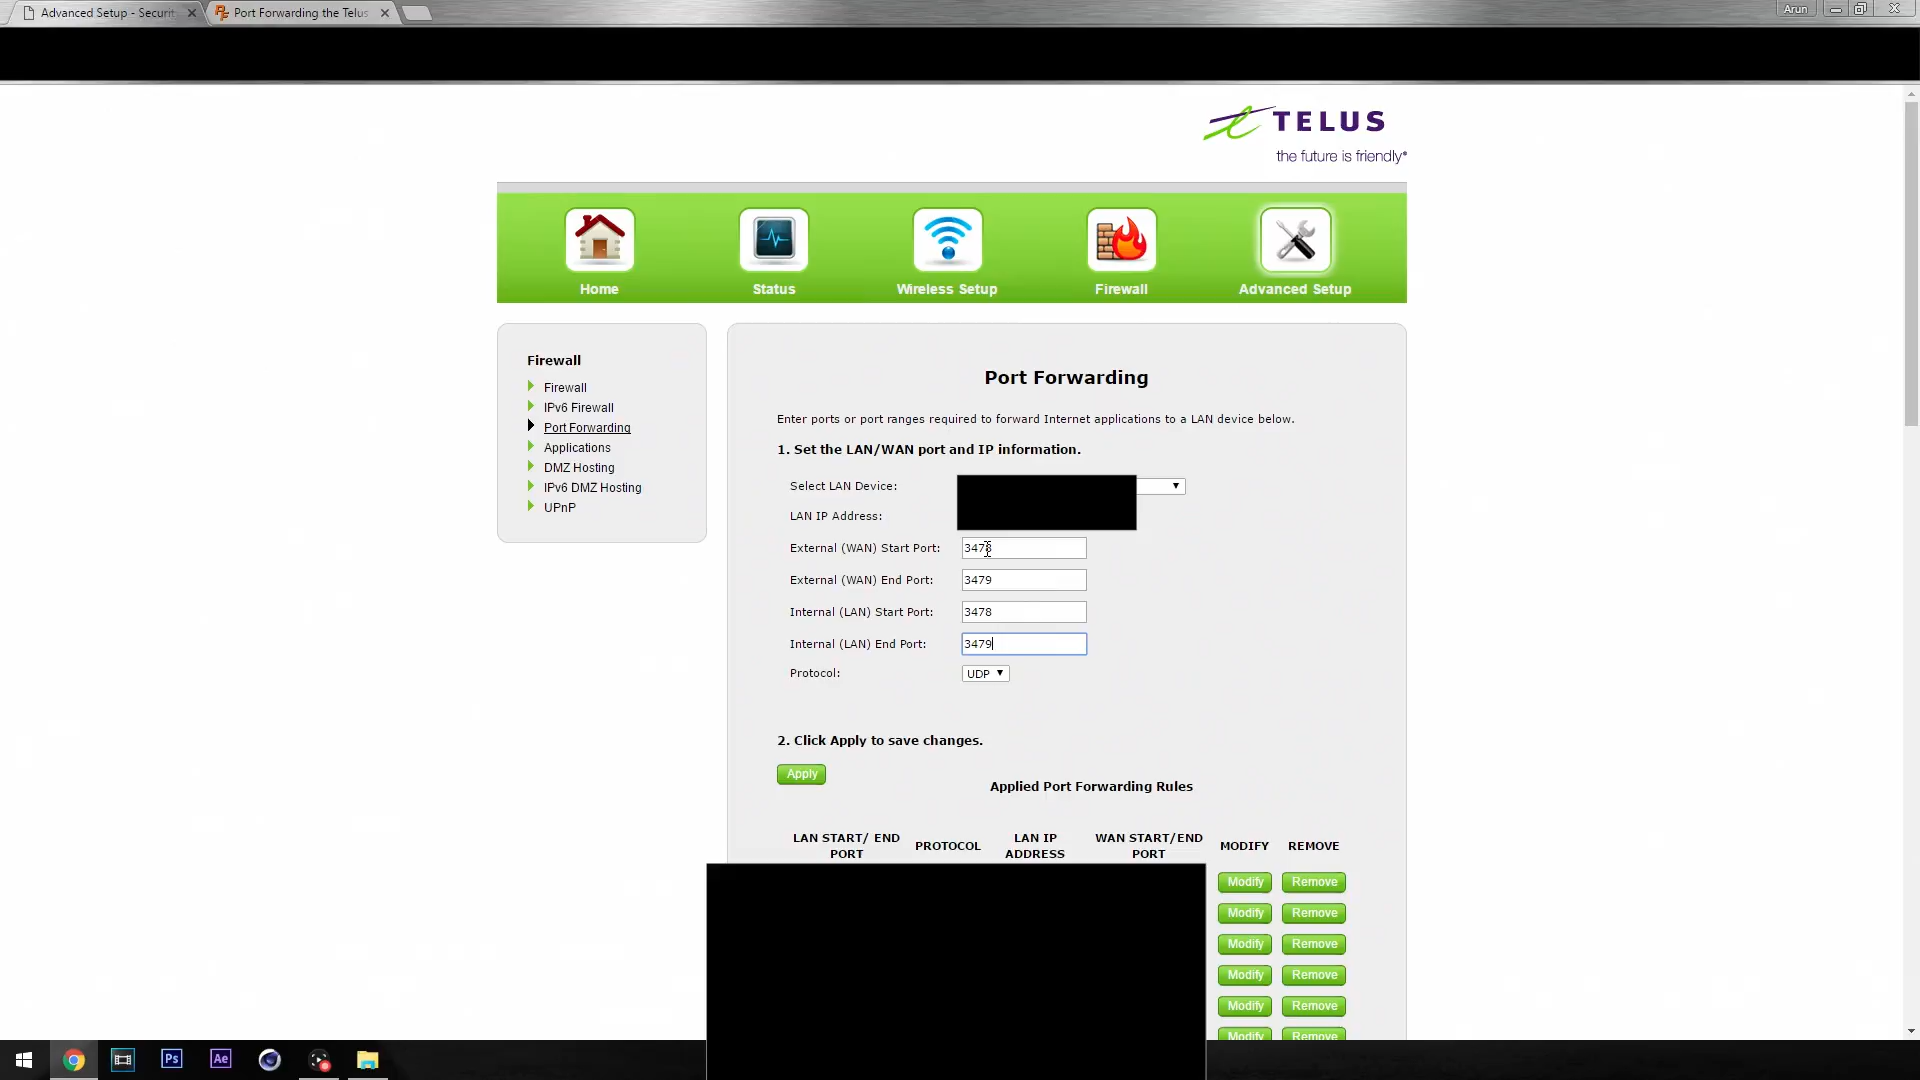 Advanced Setup - Securit
Port Forwarding the Telus
Arun
TELUS
the future is friendly®
Home
Status
Wireless Setup
Firewall
Advanced Setup
Firewall
Firewall
IPv6 Firewall
Port Forwarding
Applications
DMZ Hosting
IPv6 DMZ Hosting
UPnP
Port Forwarding
Enter ports or port ranges required to forward Internet applications to a LAN device below.
1. Set the LAN/WAN port and IP information.
Select LAN Device:
LAN IP Address:
External (WAN) Start Port: 3478
External (WAN) End Port: 3479
Internal (LAN) Start Port: 3478
Internal (LAN) End Port: 3479
Protocol: UDP
2. Click Apply to save changes.
Apply
Applied Port Forwarding Rules
LAN START/ END PORT
PROTOCOL
LAN IP ADDRESS
WAN START/END PORT
MODIFY
REMOVE
Modify Remove
Modify Remove
Modify Remove
Modify Remove
Modify Remove
Modify Remove
Ps
Ae